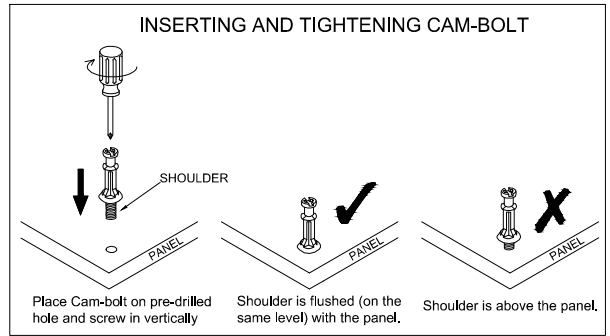 INSERTING AND TIGHTENING CAM-BOLT
SHOULDER
PANEL
PANEL
PANEL
Place Cam-bolt on pre-drilled
hole and screw in vertically
Shoulder is flushed (on the
same level) with the panel.
Shoulder is above the panel.